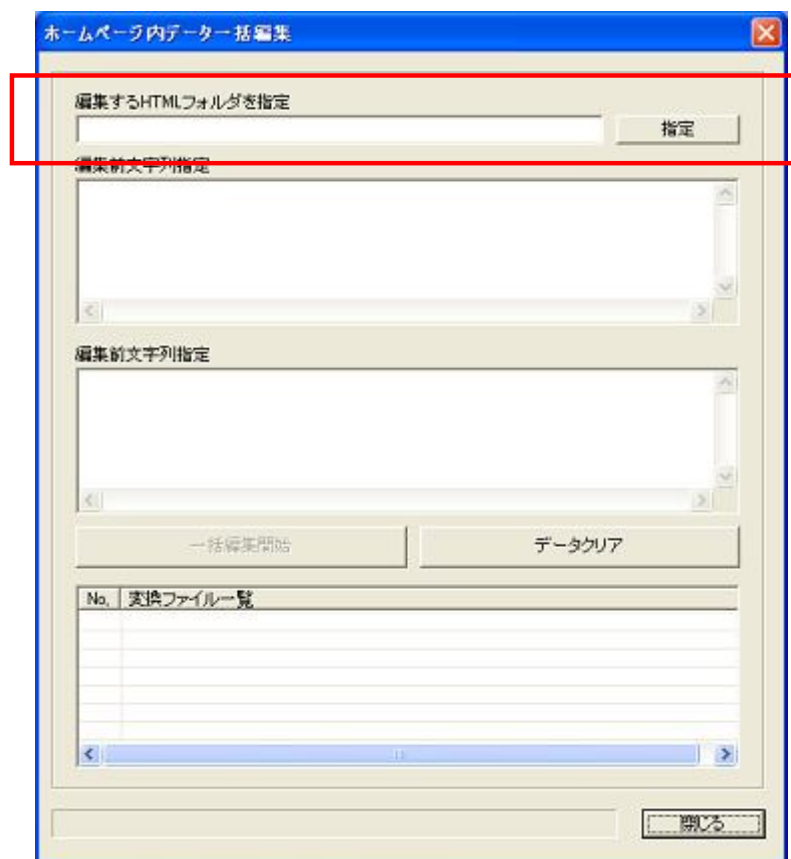 ホームページ内データ一括編集
編集するHTMLフォルダを指定
指定
編集前文字列指定
編集前文字列指定
一括編集開始
データクリア
No. 変換ファイル一覧
閉じる